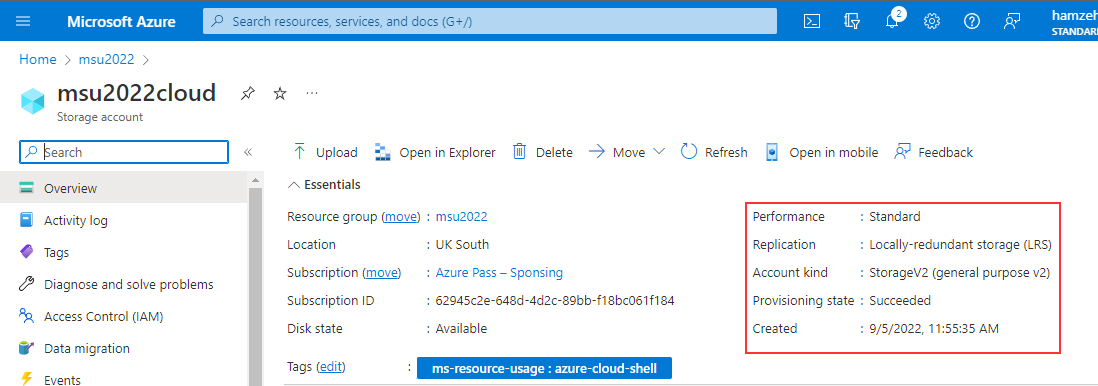 Microsoft Azure
Search resources, services, and docs (G+/)
2
hamzeh
STANDARD
Home > msu2022 >
msu2022cloud
...
Storage account
Search
«
Upload
Open in Explorer
Delete
Move
Refresh
Open in mobile
Feedback
Overview
Activity log
Tags
Diagnose and solve problems
Access Control (IAM)
Data migration
Events
Essentials
Resource group (move) : msu2022
Location : UK South
Subscription (move) : Azure Pass – Sponsing
Subscription ID : 62945c2e-648d-4d2c-89bb-f18bc061f184
Disk state : Available
Performance : Standard
Replication : Locally-redundant storage (LRS)
Account kind : StorageV2 (general purpose v2)
Provisioning state : Succeeded
Created : 9/5/2022, 11:55:35 AM
Tags (edit) : ms-resource-usage : azure-cloud-shell